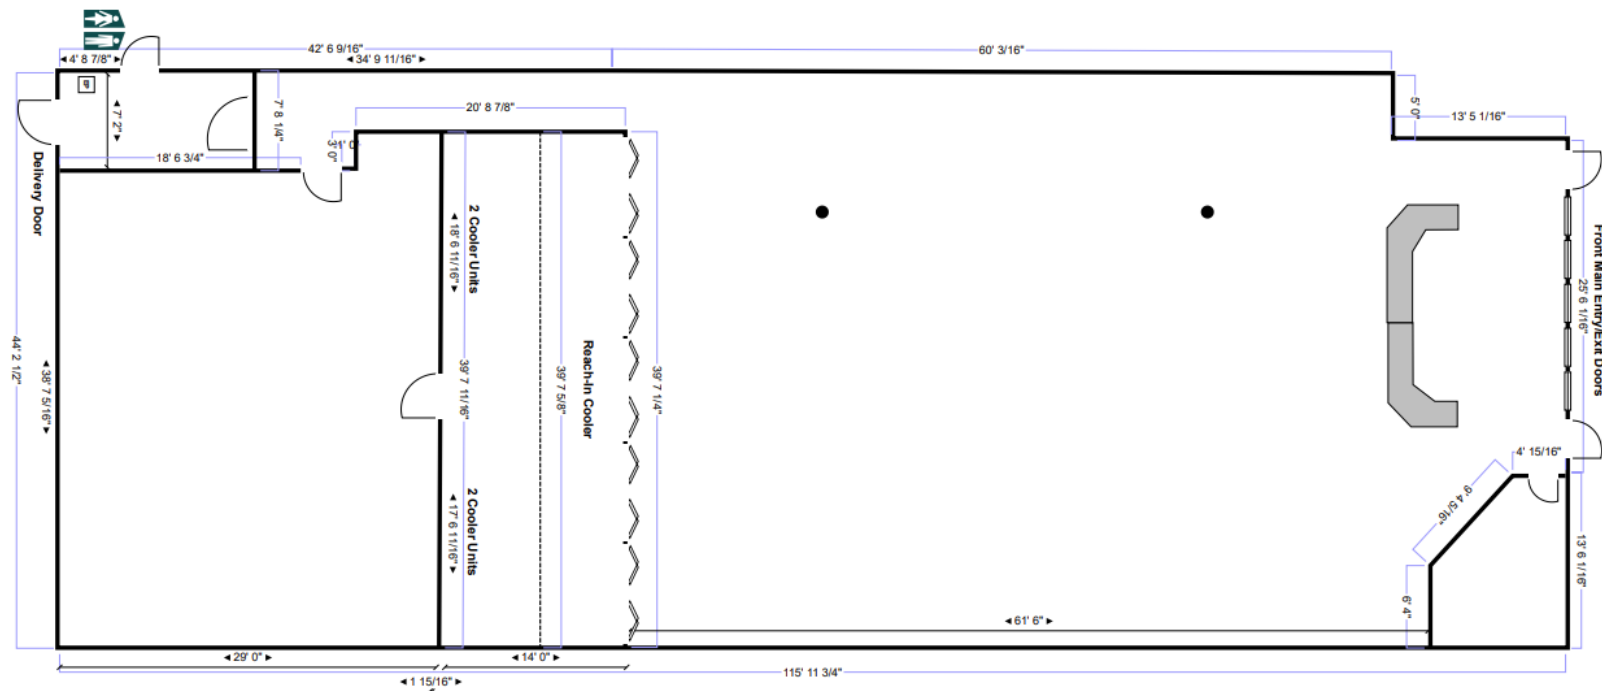 42' 6 9/16"
60' 3/16"
4' 8 7/8"
34' 9 11/16"
20' 8 7/8"
5' 0"
13' 5 1/16"
EP
7' 2"
7' 8 1/4"
18' 6 3/4"
3' 0"
Delivery Door
2 Cooler Units
18' 6 11/16"
Front Main Entry/Exit Doors
25' 6 1/16"
44' 2 1/2"
38' 7 5/16"
39' 7 11/16"
39' 7 5/8"
Reach-In Cooler
39' 7 1/4"
4' 15/16"
9' 4 5/16"
2 Cooler Units
17' 6 11/16"
13' 6 1/16"
6' 4"
61' 6"
29' 0"
14' 0"
115' 11 3/4"
1 15/16"